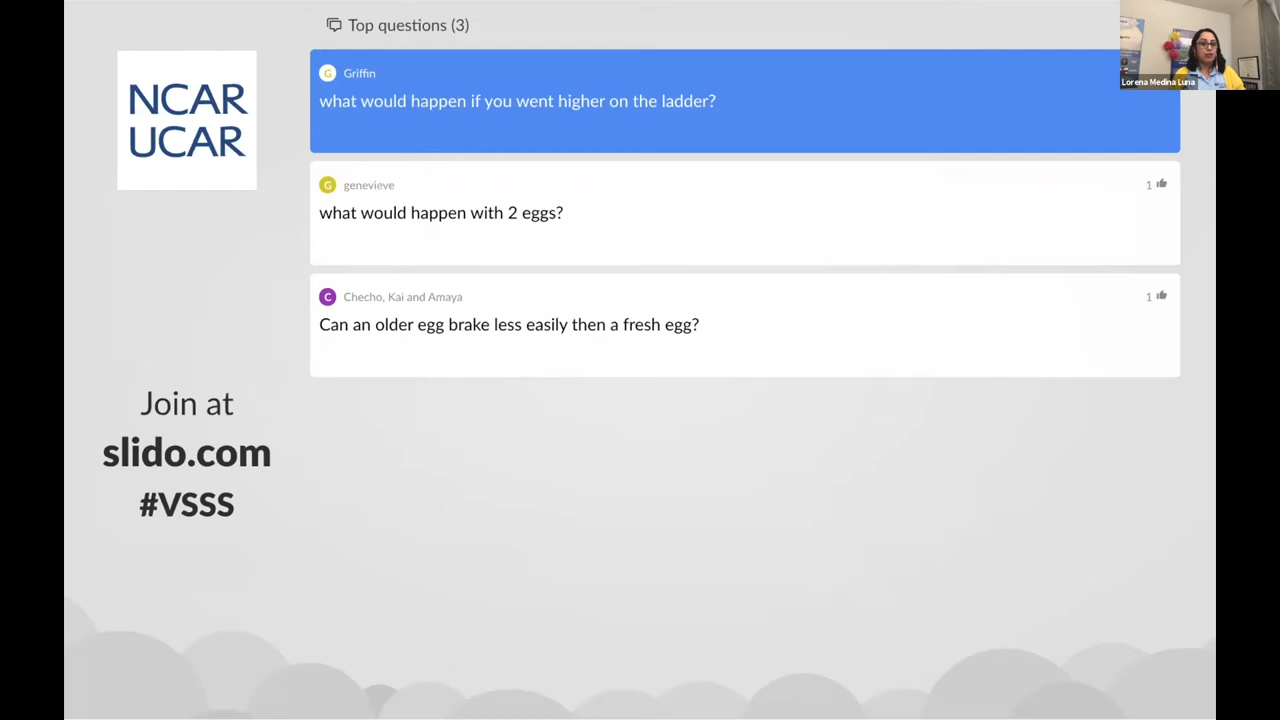 Top questions (3)
NCAR
UCAR
G Griffin
what would happen if you went higher on the ladder?
G genevieve 1
what would happen with 2 eggs?
C Checho, Kai and Amaya 1
Can an older egg brake less easily then a fresh egg?
Join at
slido.com
#VSSS
Lorena Medina Luna